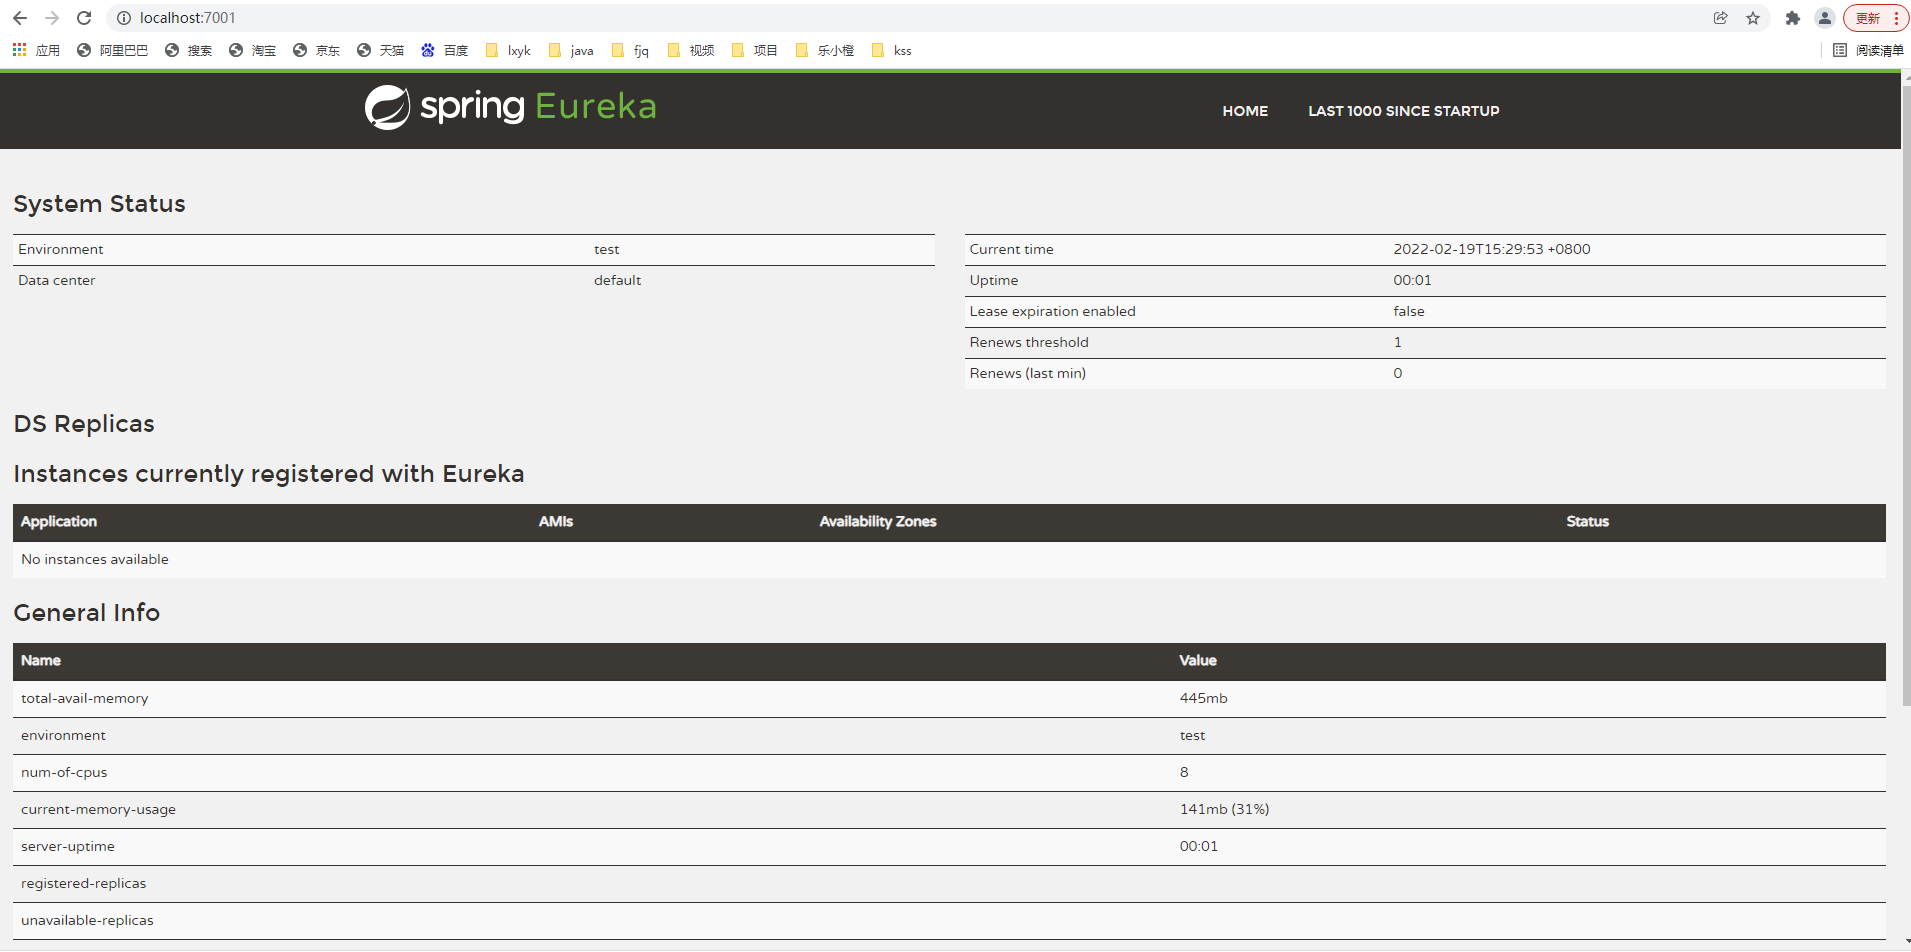 localhost:7001
更新
应用 阿里巴巴 搜索 淘宝 京东 天猫 百度 lxyk java fjq 视频 项目 乐小橙 kss 阅读清单
spring Eureka HOME LAST 1000 SINCE STARTUP
System Status
Environment test
Data center default
Current time 2022-02-19T15:29:53 +0800
Uptime 00:01
Lease expiration enabled false
Renews threshold 1
Renews (last min) 0
DS Replicas
Instances currently registered with Eureka
Application AMIs Availability Zones Status
No instances available
General Info
Name Value
total-avail-memory 445mb
environment test
num-of-cpus 8
current-memory-usage 141mb (31%)
server-uptime 00:01
registered-replicas
unavailable-replicas